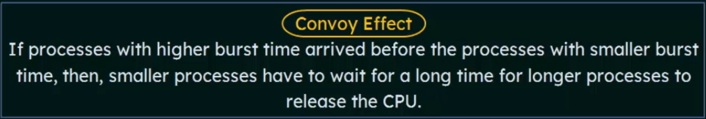 Convoy Effect
If processes with higher burst time arrived before the processes with smaller burst
time, then, smaller processes have to wait for a long time for longer processes to
release the CPU.